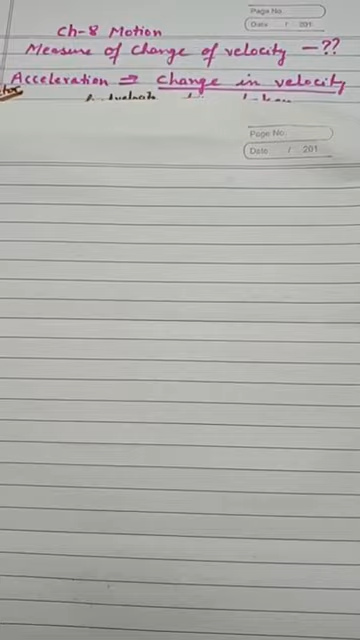 Page No.
Date / 201
Ch-8 Motion
Measure of change of velocity - ??
Acceleration ⇒ change in velocity
Page No.
Date / 201